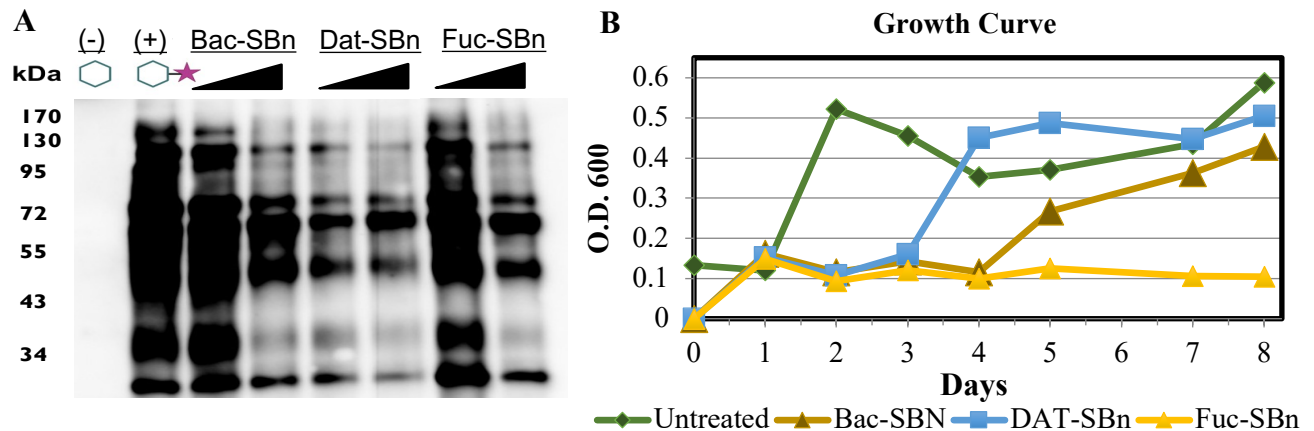 A
(-) (+) Bac-SBn Dat-SBn Fuc-SBn
kDa
170
130
95
72
55
43
34
B
Growth Curve
O.D. 600
0.6
0.5
0.4
0.3
0.2
0.1
0
0 1 2 3 4 5 6 7 8
Days
Untreated Bac-SBN DAT-SBn Fuc-SBn